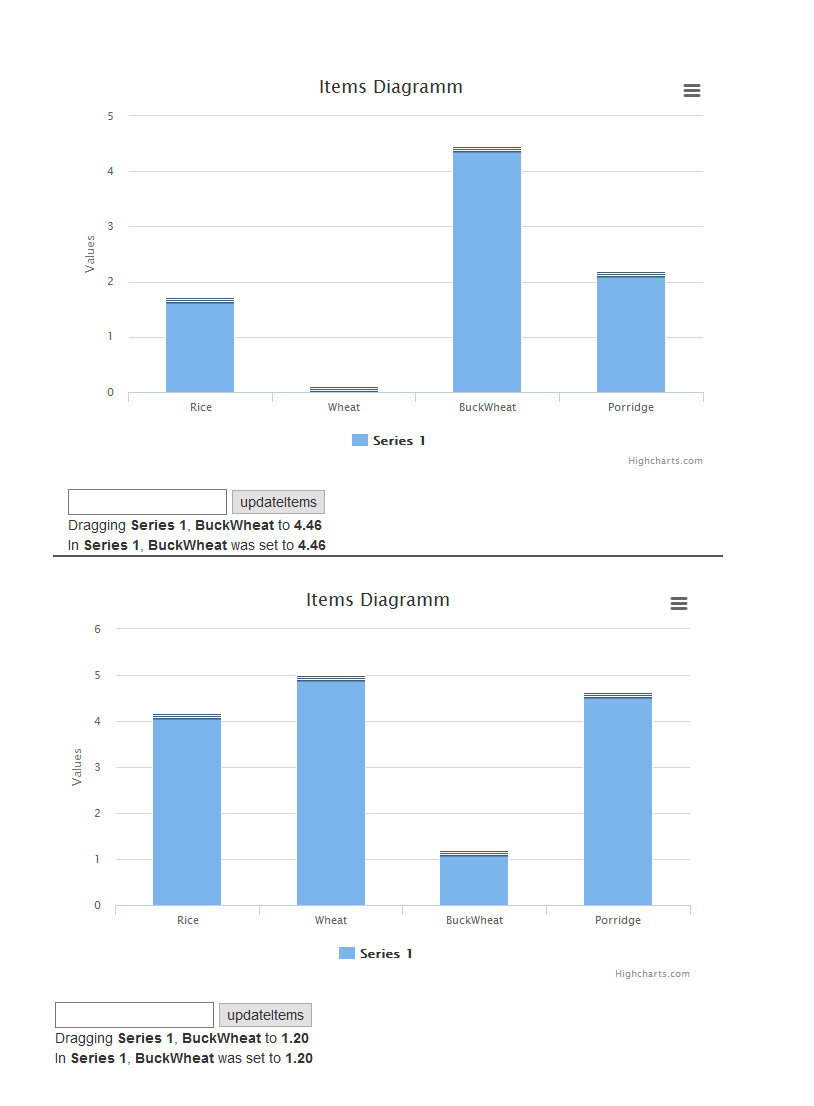 Items Diagramm
5
4
3
2
1
0
Values
Rice Wheat BuckWheat Porridge
Series 1
Highcharts.com
updateItems
Dragging Series 1, BuckWheat to 4.46
In Series 1, BuckWheat was set to 4.46
Items Diagramm
6
5
4
3
2
1
0
Values
Rice Wheat BuckWheat Porridge
Series 1
Highcharts.com
updateItems
Dragging Series 1, BuckWheat to 1.20
In Series 1, BuckWheat was set to 1.20